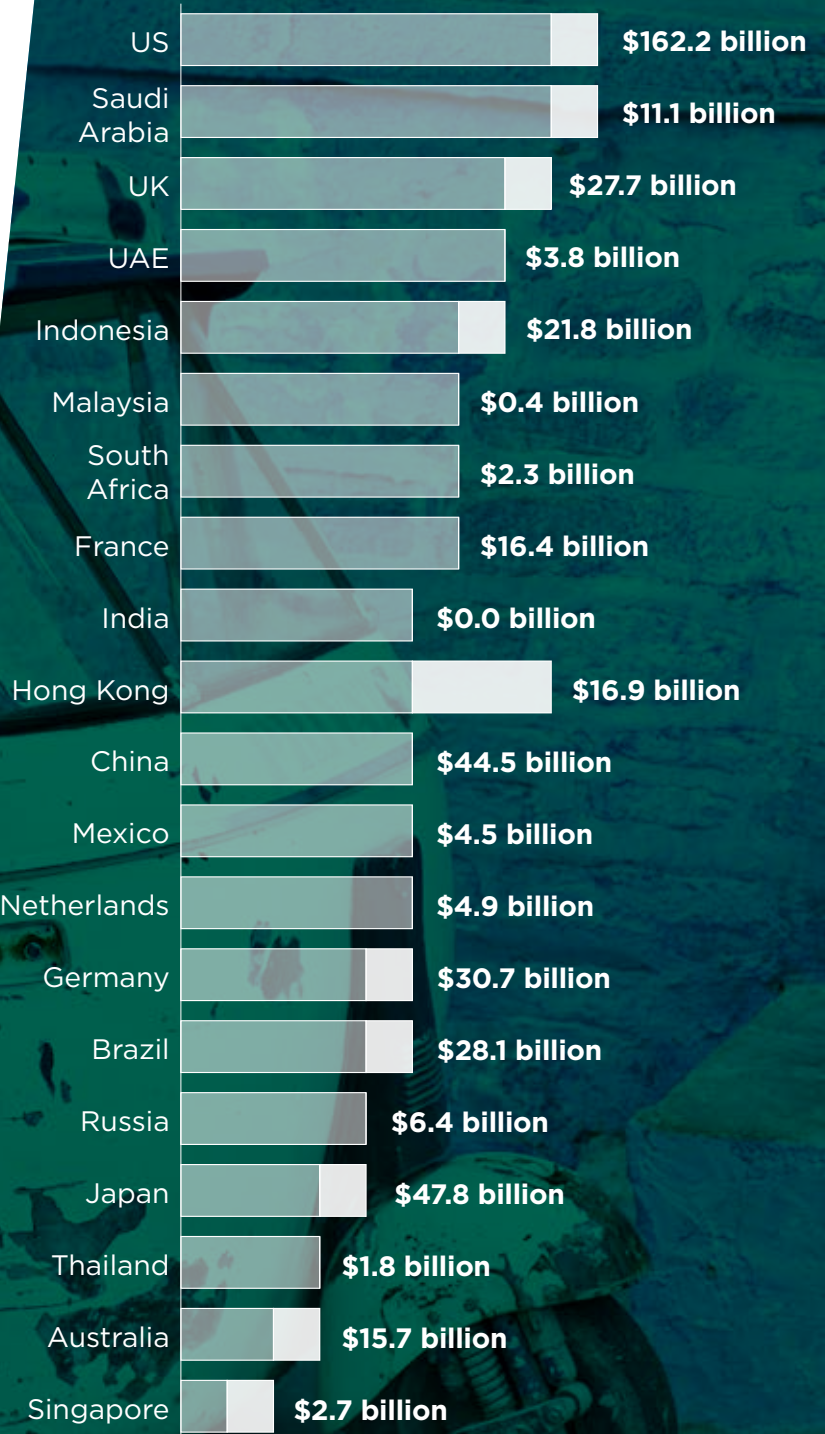 US $162.2 billion
Saudi
Arabia $11.1 billion
UK $27.7 billion
UAE $3.8 billion
Indonesia $21.8 billion
Malaysia $0.4 billion
South
Africa $2.3 billion
France $16.4 billion
India $0.0 billion
Hong Kong $16.9 billion
China $44.5 billion
Mexico $4.5 billion
Netherlands $4.9 billion
Germany $30.7 billion
Brazil $28.1 billion
Russia $6.4 billion
Japan $47.8 billion
Thailand $1.8 billion
Australia $15.7 billion
Singapore $2.7 billion